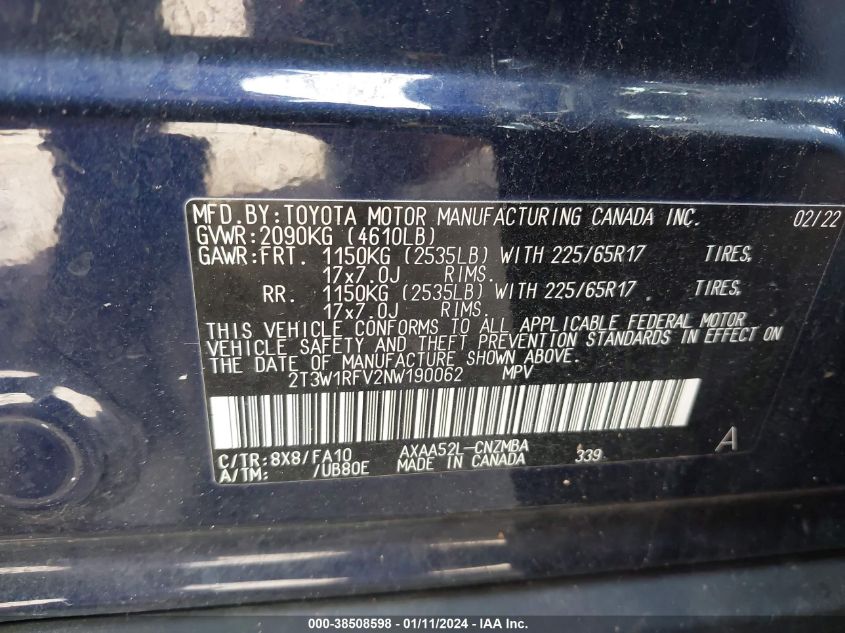 MFD.BY:TOYOTA MOTOR MANUFACTURING CANADA INC. 02/22
GVWR:2090KG (4610LB)
GAWR:FRT. 1150KG (2535LB) WITH 225/65R17 TIRES,
17x7.0J RIMS.
RR. 1150KG (2535LB) WITH 225/65R17 TIRES,
17x7.0J RIMS.
THIS VEHICLE CONFORMS TO ALL APPLICABLE FEDERAL MOTOR
VEHICLE SAFETY AND THEFT PREVENTION STANDARDS IN EFFECT ON
THE DATE OF MANUFACTURE SHOWN ABOVE.
2T3W1RFV2NW190062 MPV
C/TR:8X8/FA10 AXAA52L-CNZMBA A
A/TM: /UB80E MADE IN CANADA 339
000-38508598 - 01/11/2024 - IAA Inc.